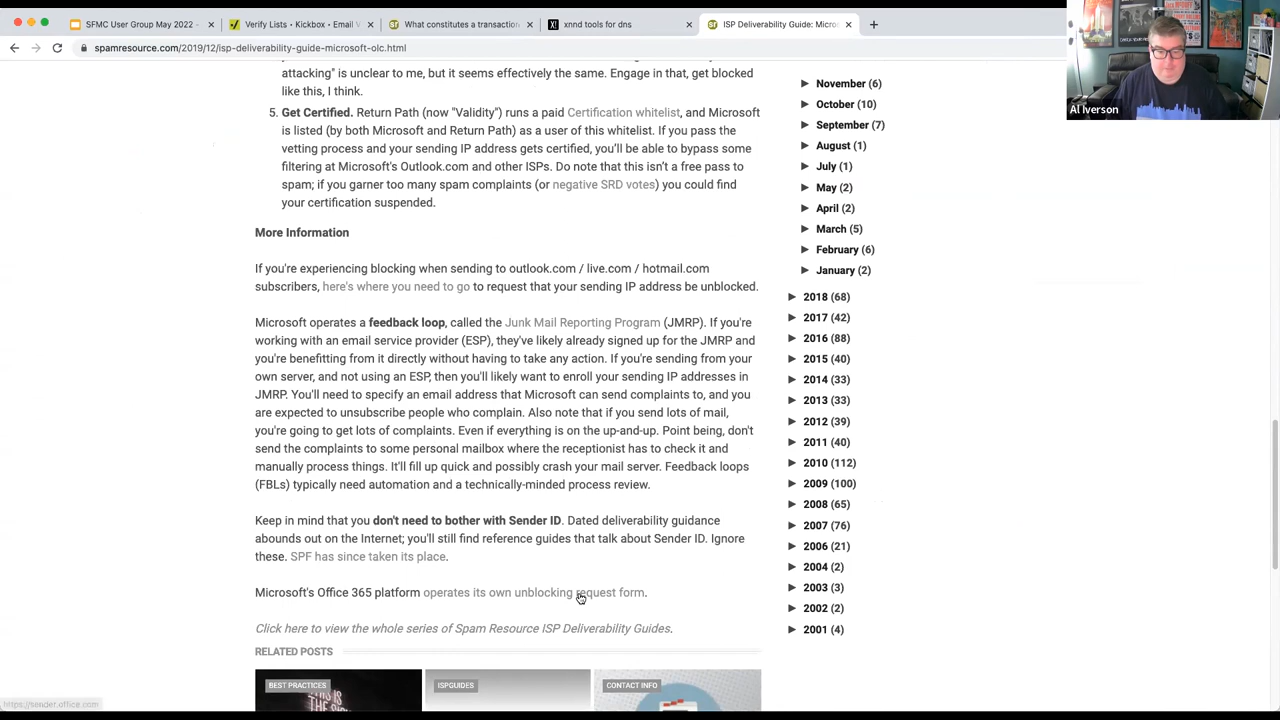 SFMC User Group May 2022 -
Verify Lists • Kickbox • Email V
What constitutes a transaction
xnnd tools for dns
ISP Deliverability Guide: Micros
spamresource.com/2019/12/isp-deliverability-guide-microsoft-olc.html
attacking" is unclear to me, but it seems effectively the same. Engage in that, get blocked
like this, I think.
5. Get Certified. Return Path (now "Validity") runs a paid Certification whitelist, and Microsoft
is listed (by both Microsoft and Return Path) as a user of this whitelist. If you pass the
vetting process and your sending IP address gets certified, you'll be able to bypass some
filtering at Microsoft's Outlook.com and other ISPs. Do note that this isn't a free pass to
spam; if you garner too many spam complaints (or negative SRD votes) you could find
your certification suspended.
More Information
If you're experiencing blocking when sending to outlook.com / live.com / hotmail.com
subscribers, here's where you need to go to request that your sending IP address be unblocked.
Microsoft operates a feedback loop, called the Junk Mail Reporting Program (JMRP). If you're
working with an email service provider (ESP), they've likely already signed up for the JMRP and
you're benefitting from it directly without having to take any action. If you're sending from your
own server, and not using an ESP, then you'll likely want to enroll your sending IP addresses in
JMRP. You'll need to specify an email address that Microsoft can send complaints to, and you
are expected to unsubscribe people who complain. Also note that if you send lots of mail,
you're going to get lots of complaints. Even if everything is on the up-and-up. Point being, don't
send the complaints to some personal mailbox where the receptionist has to check it and
manually process things. It'll fill up quick and possibly crash your mail server. Feedback loops
(FBLs) typically need automation and a technically-minded process review.
Keep in mind that you don't need to bother with Sender ID. Dated deliverability guidance
abounds out on the Internet; you'll still find reference guides that talk about Sender ID. Ignore
these. SPF has since taken its place.
Microsoft's Office 365 platform operates its own unblocking request form.
Click here to view the whole series of Spam Resource ISP Deliverability Guides.
RELATED POSTS
BEST PRACTICES
ISPGUIDES
CONTACT INFO
November (6)
October (10)
September (7)
August (1)
July (1)
May (2)
April (2)
March (5)
February (6)
January (2)
2018 (68)
2017 (42)
2016 (88)
2015 (40)
2014 (33)
2013 (33)
2012 (39)
2011 (40)
2010 (112)
2009 (100)
2008 (65)
2007 (76)
2006 (21)
2004 (2)
2003 (3)
2002 (2)
2001 (4)
Al Iverson
https://sender.office.com